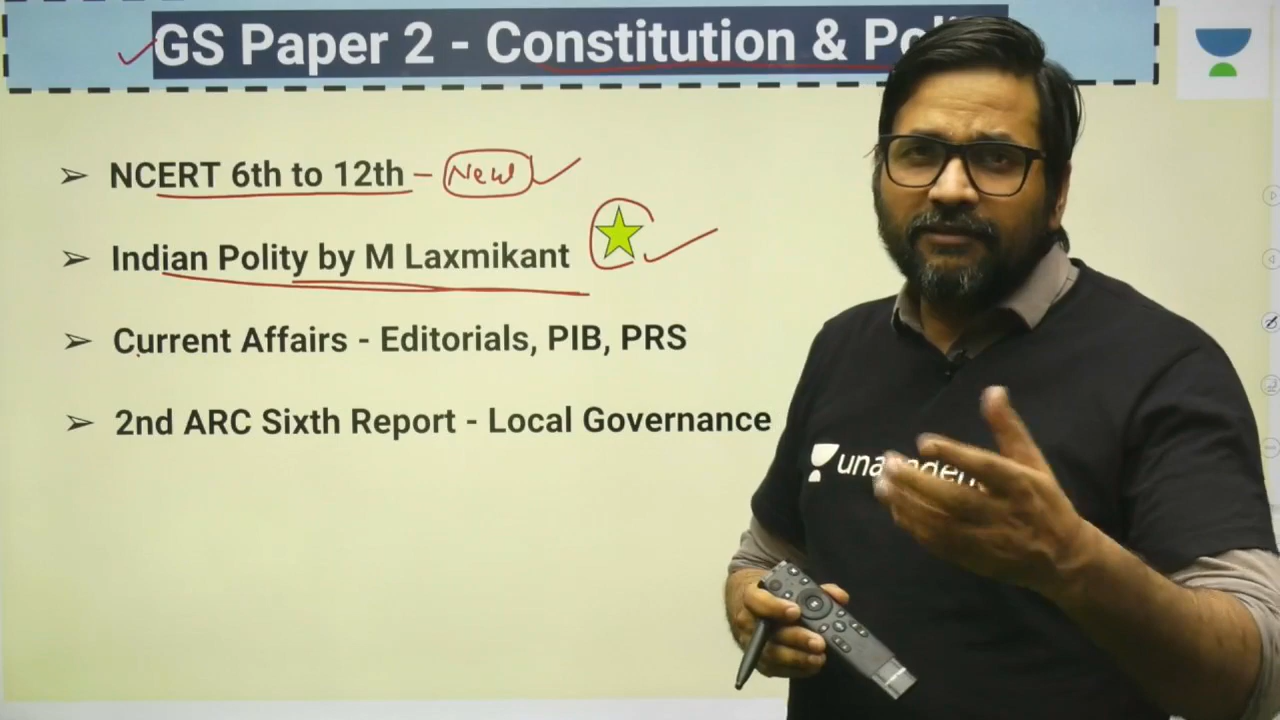 GS Paper 2 - Constitution & Po
➢ NCERT 6th to 12th - New
➢ Indian Polity by M Laxmikant
➢ Current Affairs - Editorials, PIB, PRS
➢ 2nd ARC Sixth Report - Local Governance